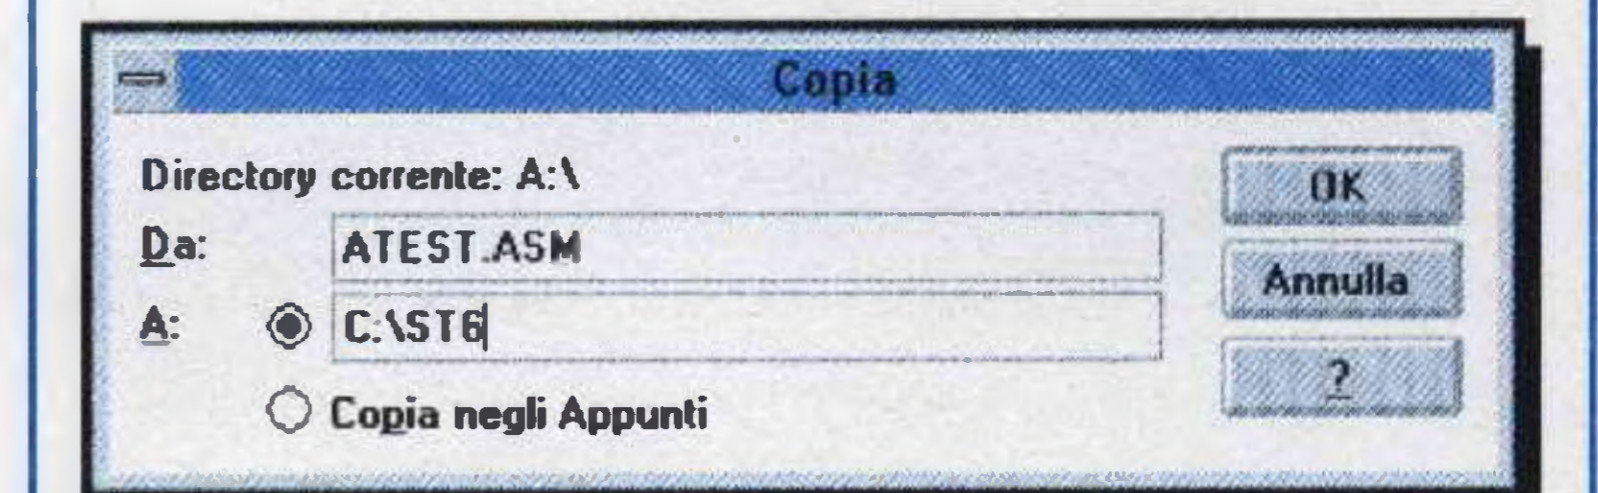 Copia
Directory corrente: A:\
Da: ATEST.ASM
A: C:\ST6
Copia negli Appunti
OK
Annulla
?